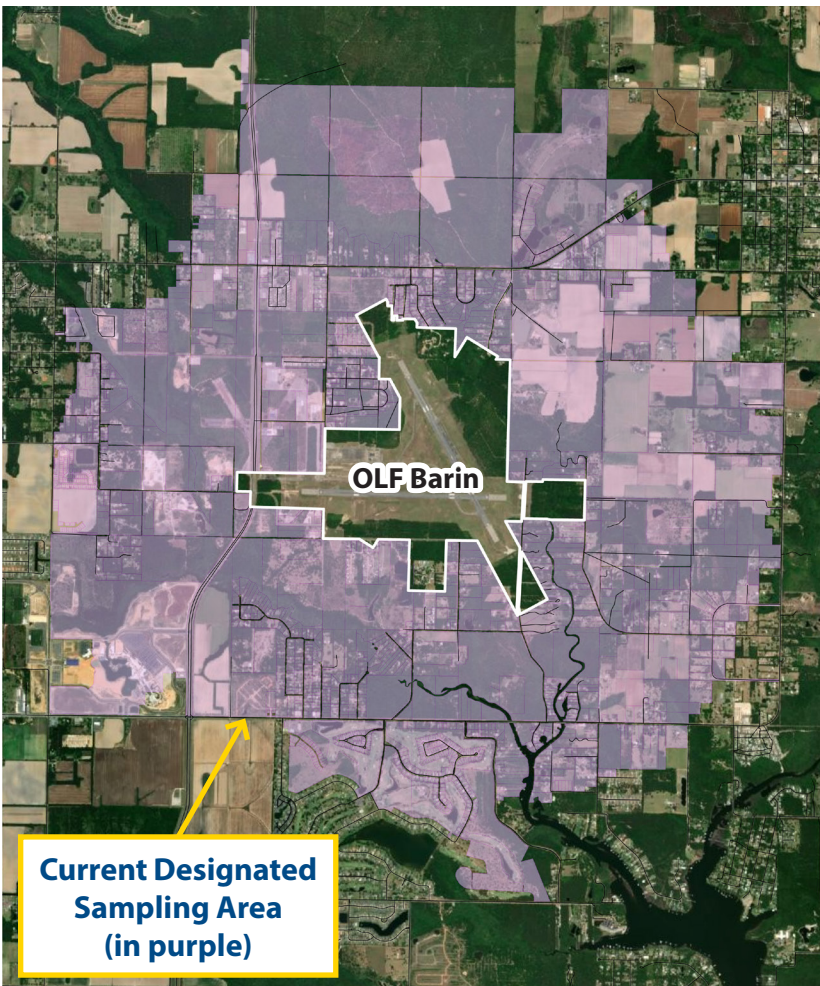 OLF Barin
Current Designated
Sampling Area
(in purple)